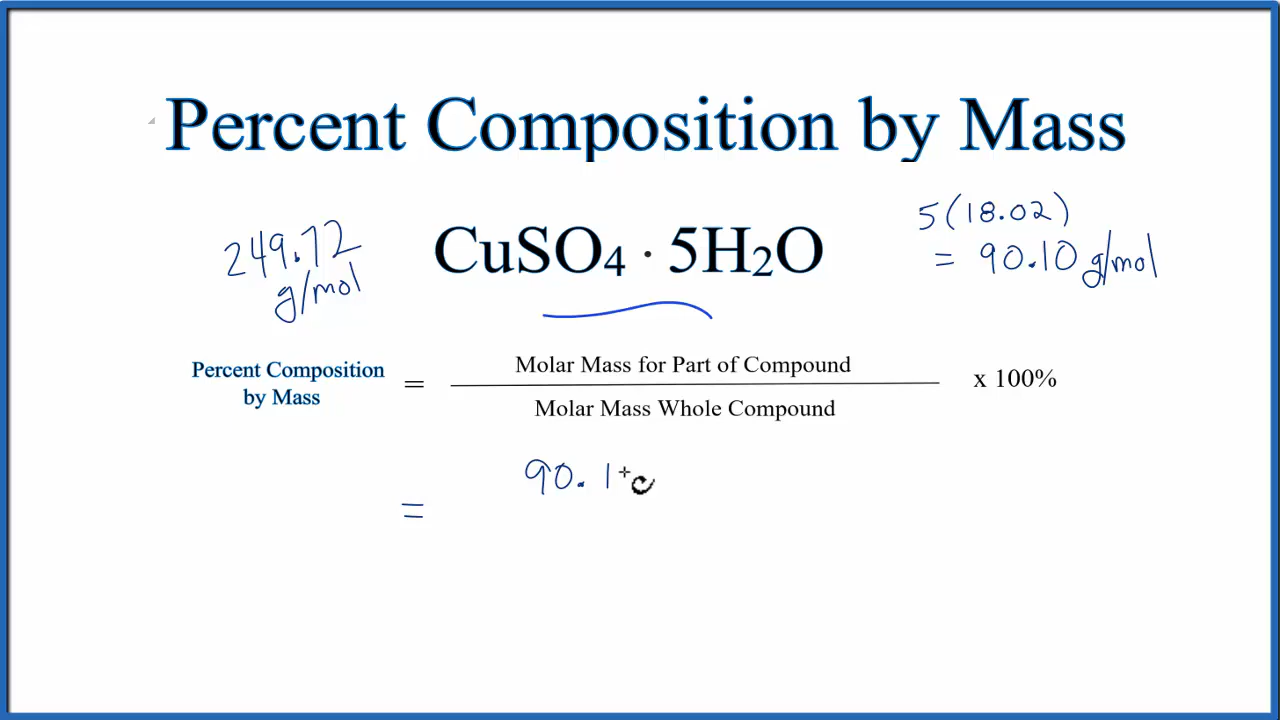 Percent Composition by Mass
249.72
g/mol
CuSO₄ · 5H₂O
5(18.02)
= 90.10 g/mol
Percent Composition
by Mass
=
Molar Mass for Part of Compound
Molar Mass Whole Compound
x 100%
=
90.1